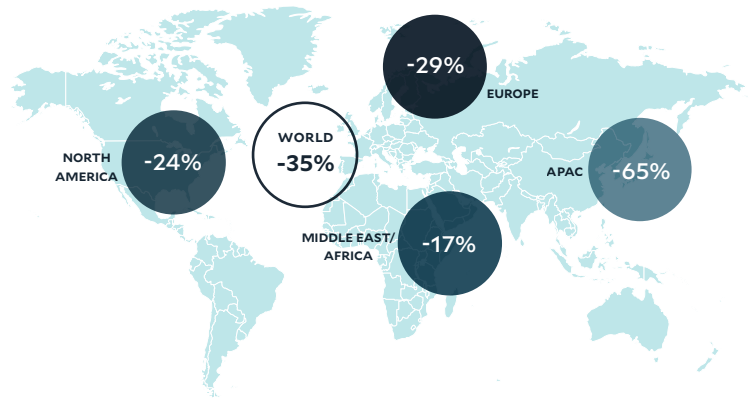 -29%
EUROPE
WORLD
-35%
NORTH
AMERICA
-24%
APAC
-65%
MIDDLE EAST/
AFRICA
-17%